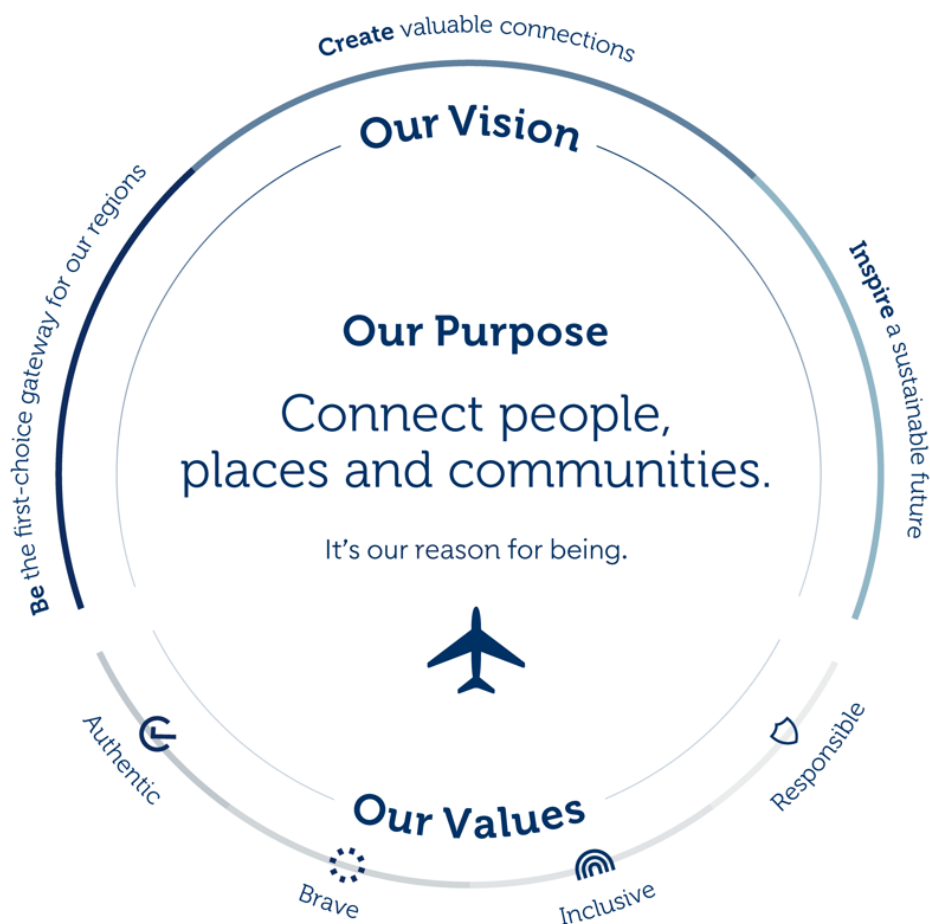 Create valuable connections
Our Vision
Be the first-choice gateway for our regions
Inspire a sustainable future
Our Purpose
Connect people,
places and communities.
It's our reason for being.
Our Values
Authentic
Brave
Inclusive
Responsible